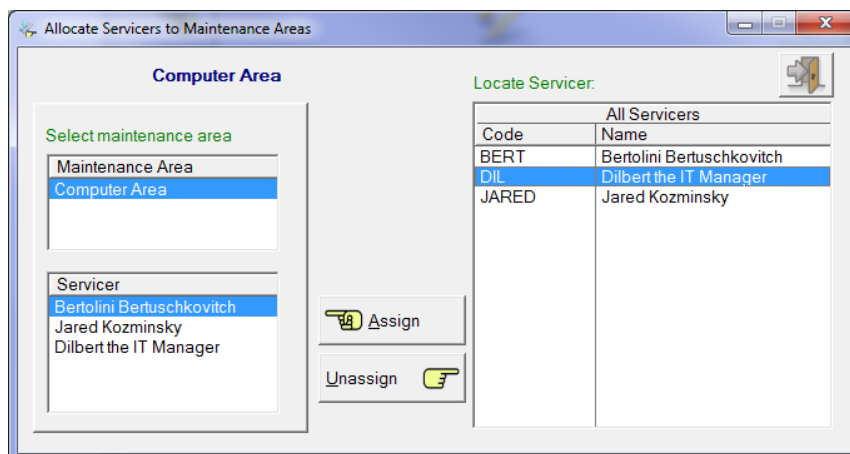 Allocate Servicers to Maintenance Areas
Computer Area
Select maintenance area
Maintenance Area
Computer Area
Servicer
Bertolini Bertuschkovitch
Jared Kozminsky
Dilbert the IT Manager
Assign
Unassign
Locate Servicer:
All Servicers
Code Name
BERT Bertolini Bertuschkovitch
DIL Dilbert the IT Manager
JARED Jared Kozminsky